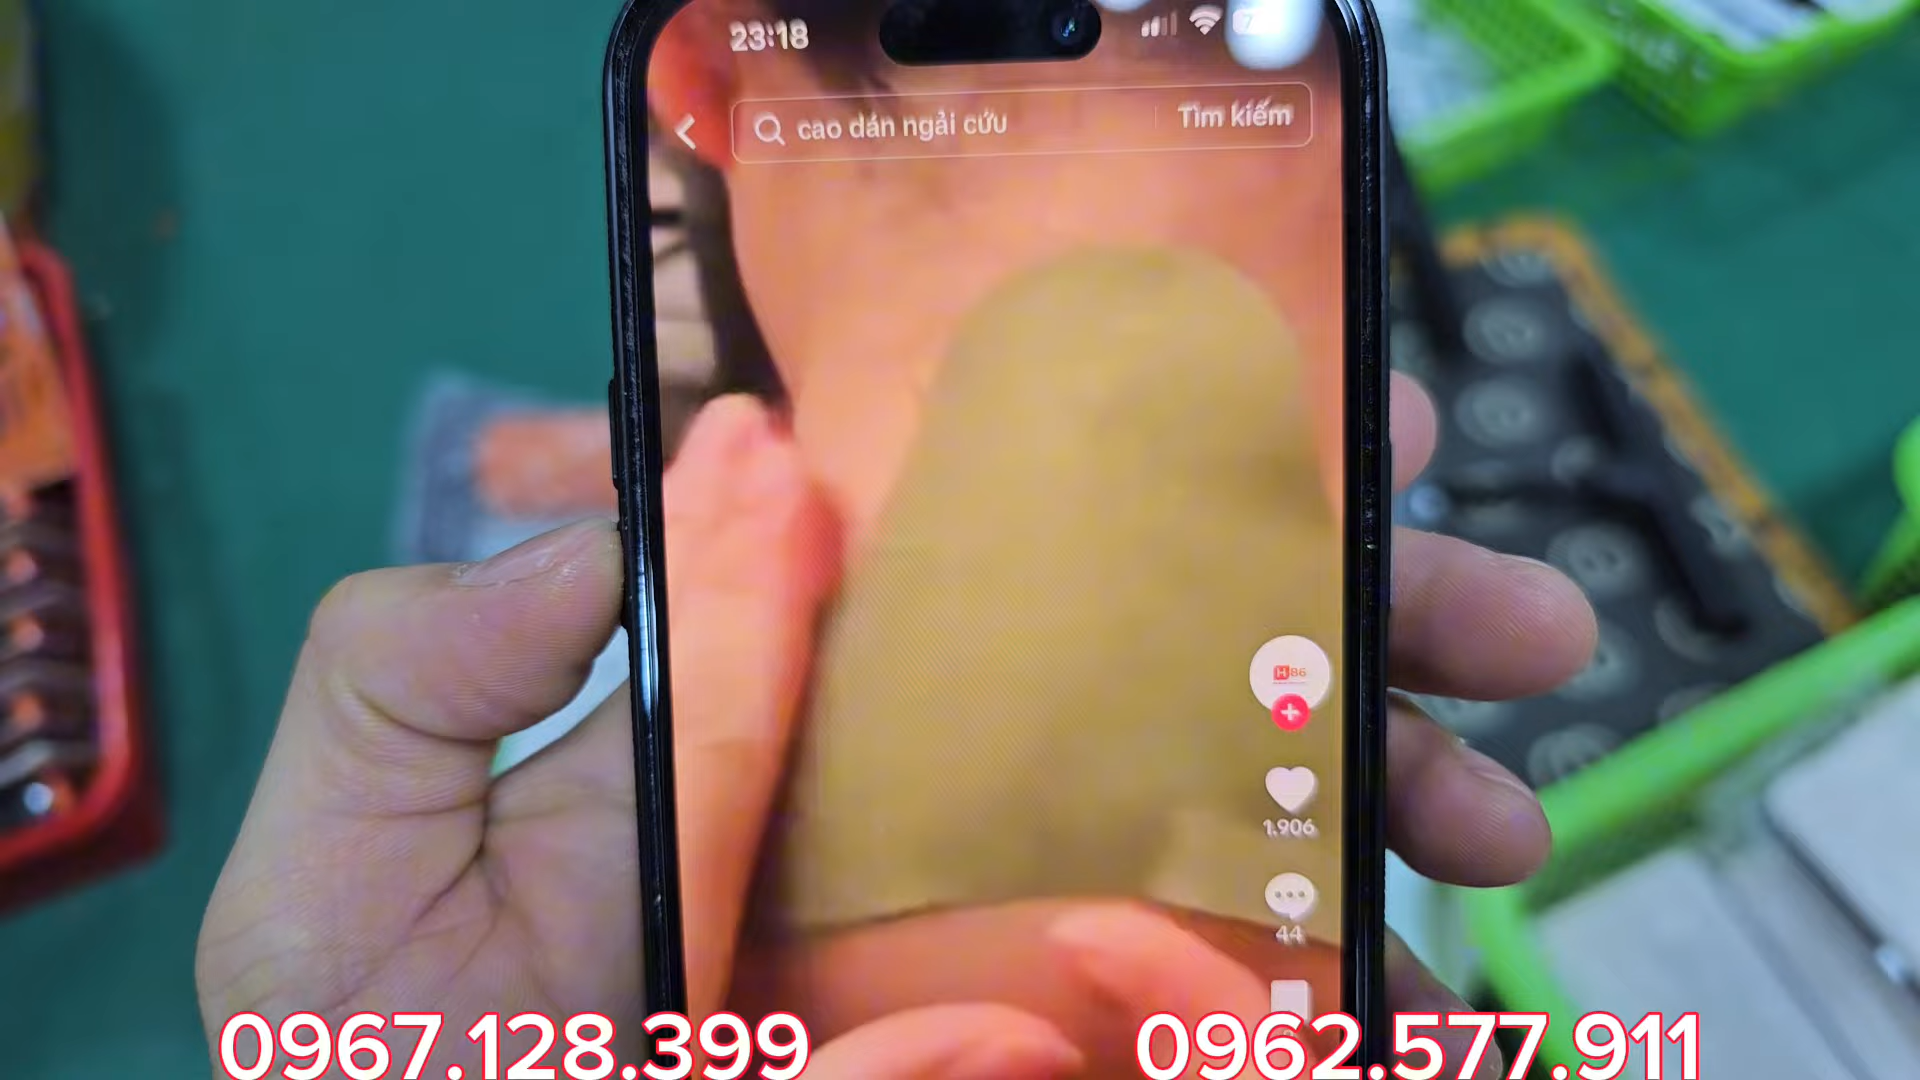 23:18
cao dán ngải cứu
Tìm kiếm
H86
1.906
44
0967.128.399
0962.577.911